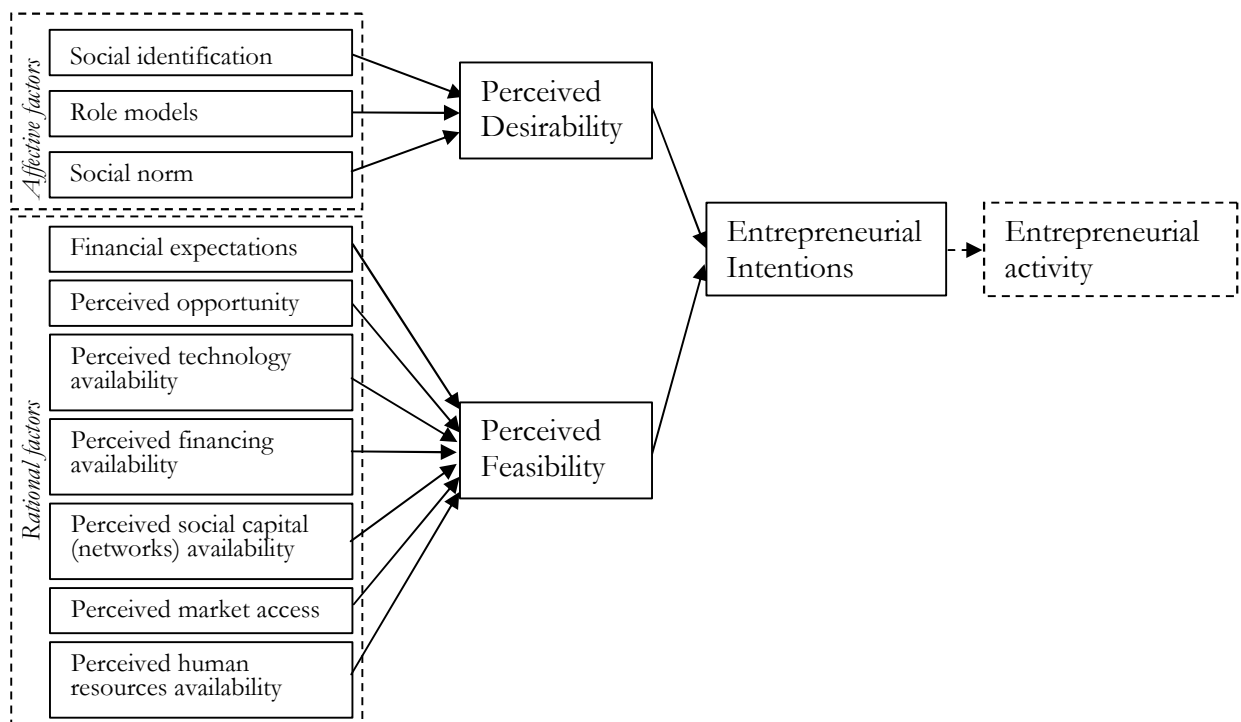 Affective factors
Social identification
Role models
Social norm
Rational factors
Financial expectations
Perceived opportunity
Perceived technology
availability
Perceived financing
availability
Perceived social capital
(networks) availability
Perceived market access
Perceived human
resources availability
Perceived
Desirability
Perceived
Feasibility
Entrepreneurial
Intentions
Entrepreneurial
activity